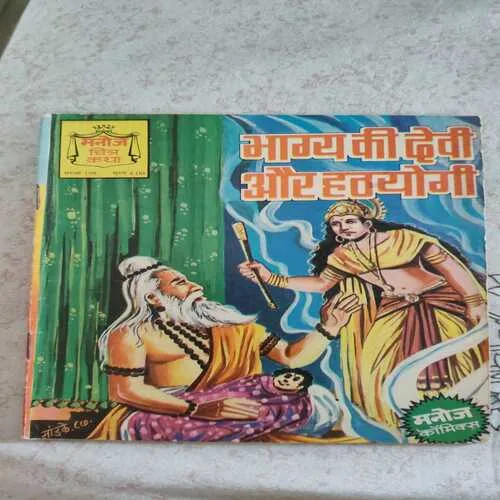 मनोज
चित्र
कथा
भाग्य की देवी
और हठयोगी
मनोज
कॉमिक्स